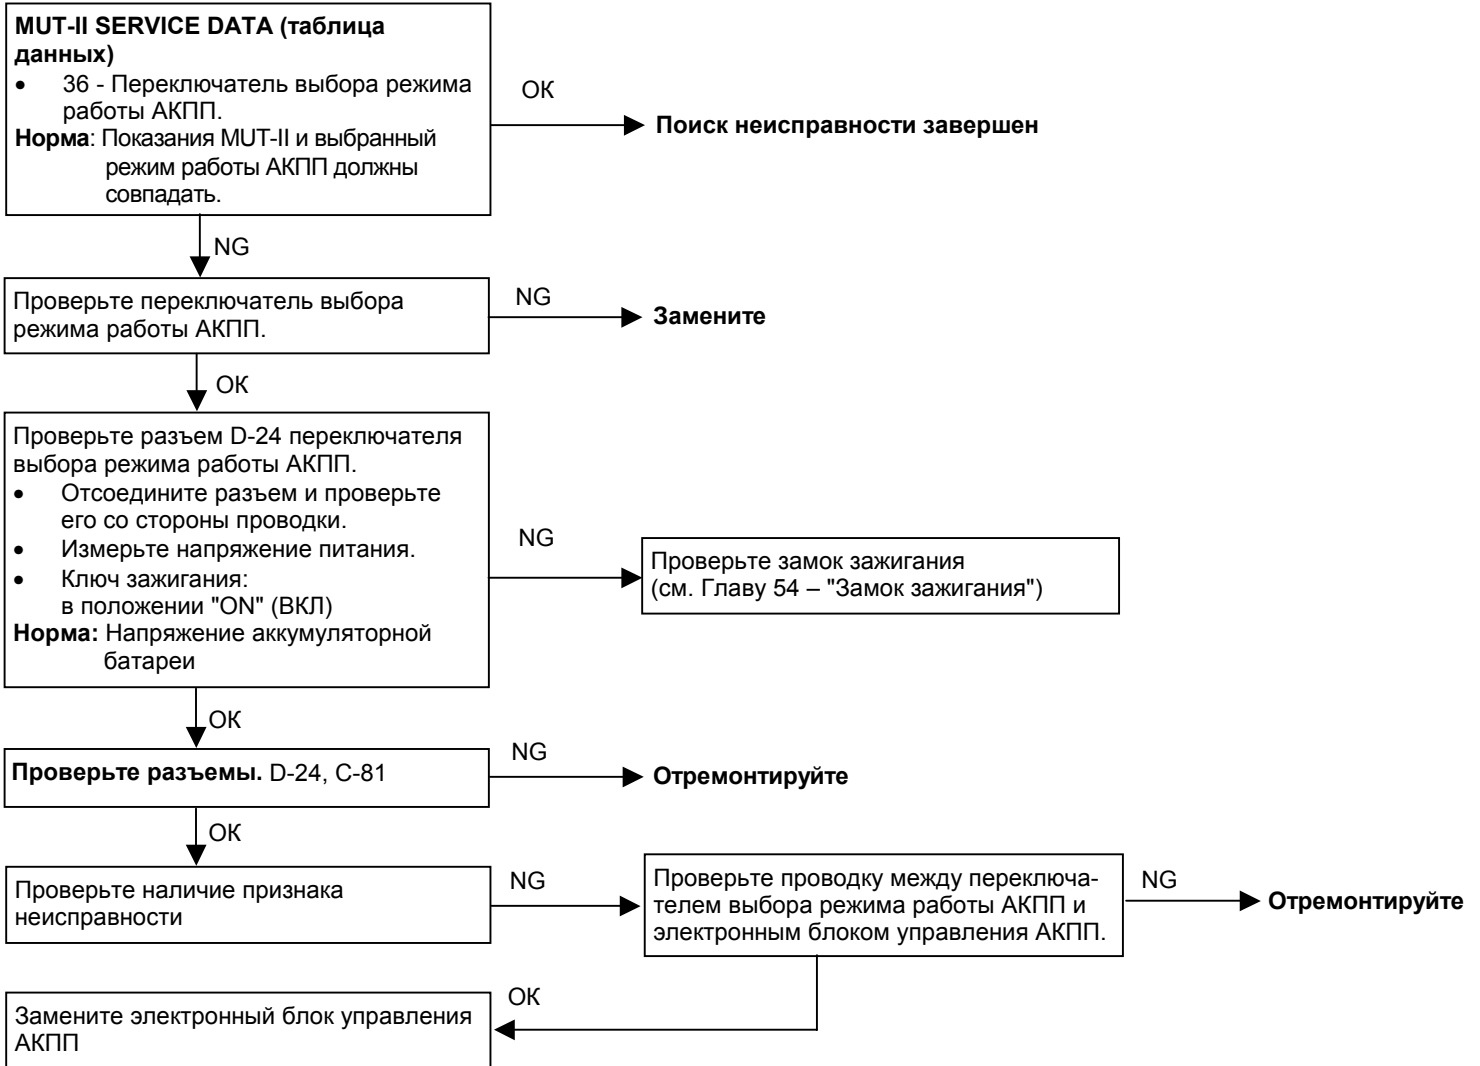 MUT-II SERVICE DATA (таблица
данных)
• 36 - Переключатель выбора режима
работы АКПП.
Норма: Показания MUT-II и выбранный
режим работы АКПП должны
совпадать.
OK
Поиск неисправности завершен
NG
Проверьте переключатель выбора
режима работы АКПП.
NG
Замените
OK
Проверьте разъем D-24 переключателя
выбора режима работы АКПП.
• Отсоедините разъем и проверьте
его со стороны проводки.
• Измерьте напряжение питания.
• Ключ зажигания:
в положении "ON" (ВКЛ)
Норма: Напряжение аккумуляторной
батареи
NG
Проверьте замок зажигания
(см. Главу 54 – "Замок зажигания")
OK
Проверьте разъемы. D-24, C-81
NG
Отремонтируйте
OK
Проверьте наличие признака
неисправности
NG
Проверьте проводку между переключа-
телем выбора режима работы АКПП и
электронным блоком управления АКПП.
NG
Отремонтируйте
OK
Замените электронный блок управления
АКПП